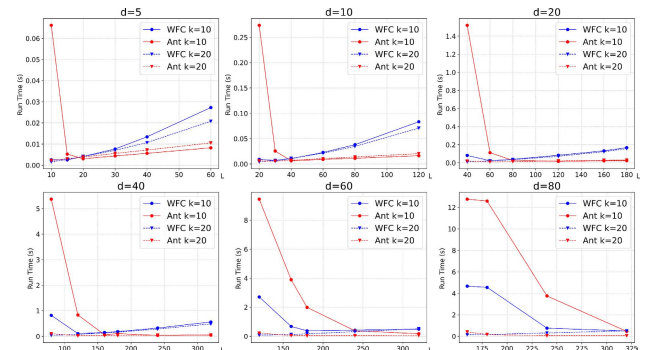 d=5
WFC k=10
Ant k=10
WFC k=20
Ant k=20
Run Time (s)
0.06
0.05
0.04
0.03
0.02
0.01
0.00
10 20 30 40 50 60 L
d=10
WFC k=10
Ant k=10
WFC k=20
Ant k=20
Run Time (s)
0.25
0.20
0.15
0.10
0.05
0.00
20 40 60 80 100 120 L
d=20
WFC k=10
Ant k=10
WFC k=20
Ant k=20
Run Time (s)
1.4
1.2
1.0
0.8
0.6
0.4
0.2
0.0
40 60 80 100 120 140 160 180 L
d=40
WFC k=10
Ant k=10
WFC k=20
Ant k=20
Run Time (s)
5
4
3
2
1
0
100 150 200 250 300
d=60
WFC k=10
Ant k=10
WFC k=20
Ant k=20
Run Time (s)
8
6
4
2
0
150 200 250 300
d=80
WFC k=10
Ant k=10
WFC k=20
Ant k=20
Run Time (s)
12
10
8
6
4
2
0
175 200 225 250 275 300 325